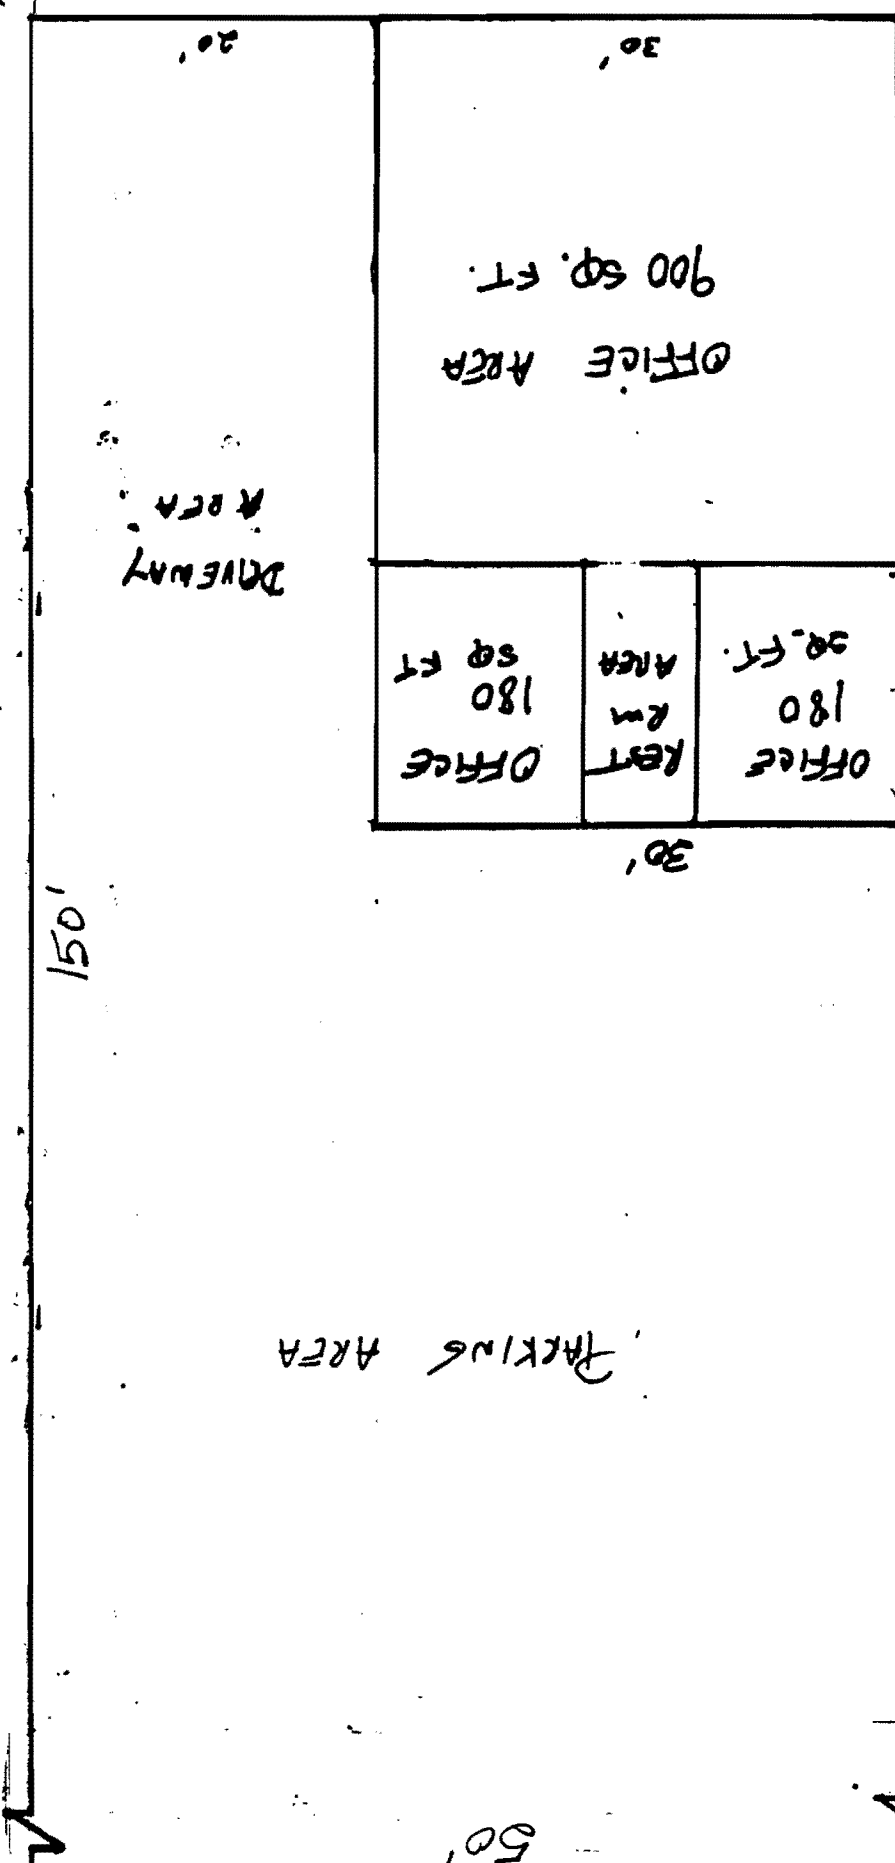 50'
PARKING AREA
150'
30'
OFFICE
180
SQ. FT.
REST
RM
AREA
OFFICE
180
SQ FT
DRIVEWAY
AREA
OFFICE AREA
900 SQ. FT.
30'
20'